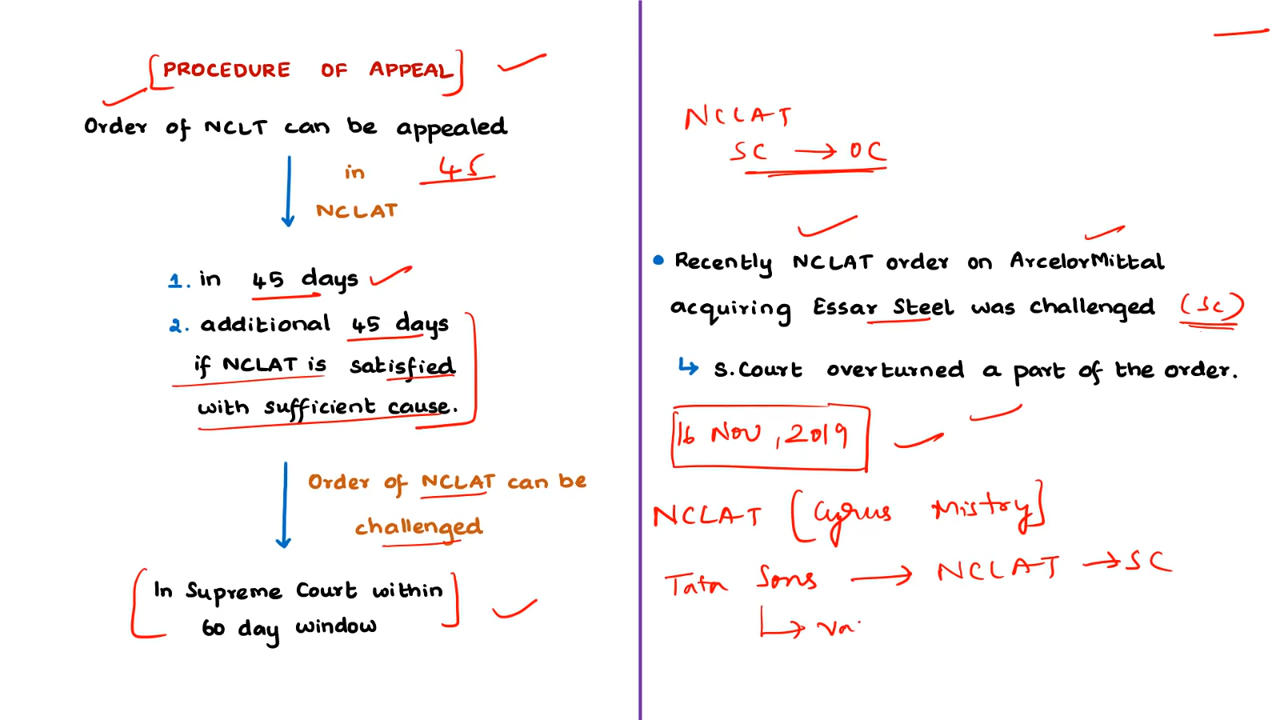 [PROCEDURE OF APPEAL]
Order of NCLT can be appealed
in 45
NCLAT
1. in 45 days
2. additional 45 days
if NCLAT is satisfied
with sufficient cause.
Order of NCLAT can be
challenged
[In Supreme Court within
60 day window]
NCLAT
SC → OC
• Recently NCLAT order on ArcelorMittal
acquiring Essar Steel was challenged (SC)
↳ S.Court overturned a part of the order.
16 Nov, 2019
NCLAT [Cyrus Mistry]
Tata Sons → NCLAT → SC